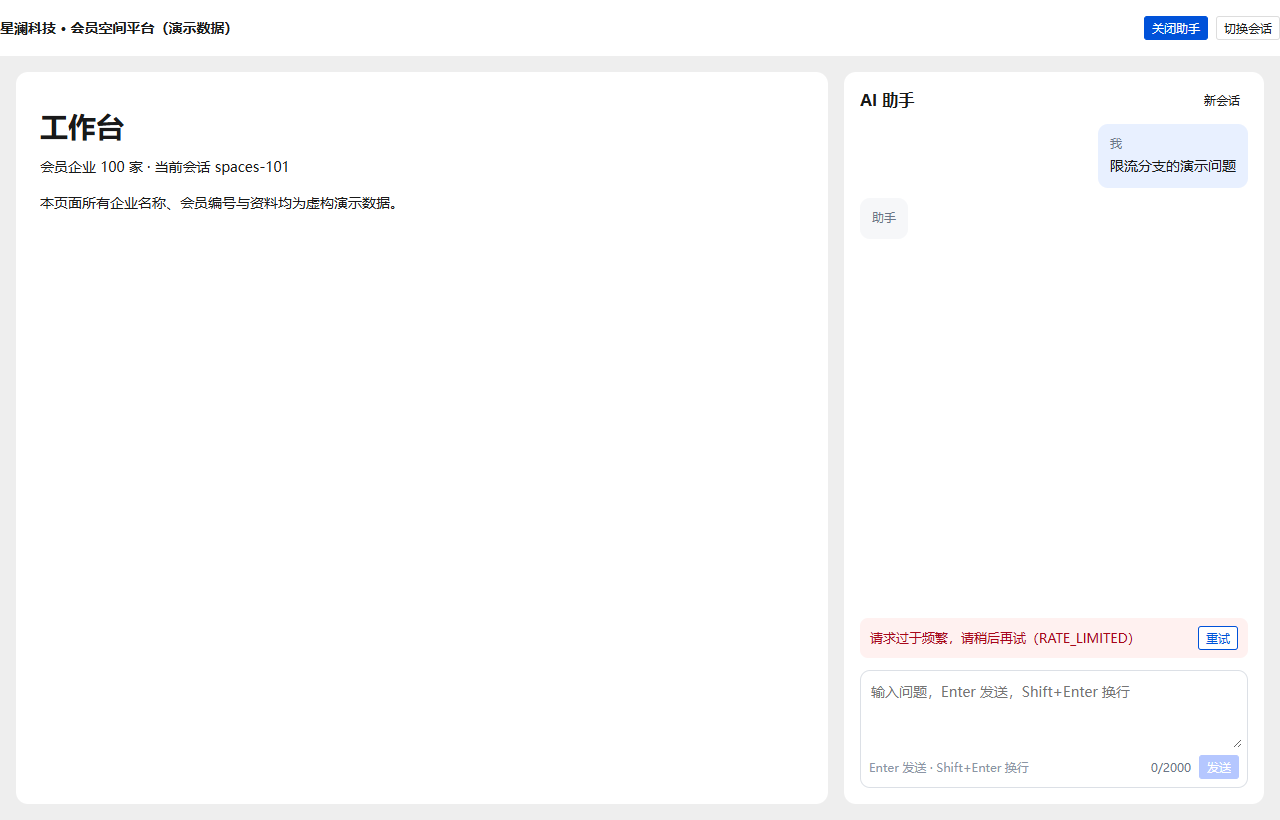 星澜科技 • 会员空间平台（演示数据）
关闭助手
切换会话
工作台
会员企业 100 家 · 当前会话 spaces-101
本页面所有企业名称、会员编号与资料均为虚构演示数据。
AI 助手
新会话
我
限流分支的演示问题
助手
请求过于频繁，请稍后再试（RATE_LIMITED）
重试
输入问题，Enter 发送，Shift+Enter 换行
Enter 发送 · Shift+Enter 换行
0/2000
发送